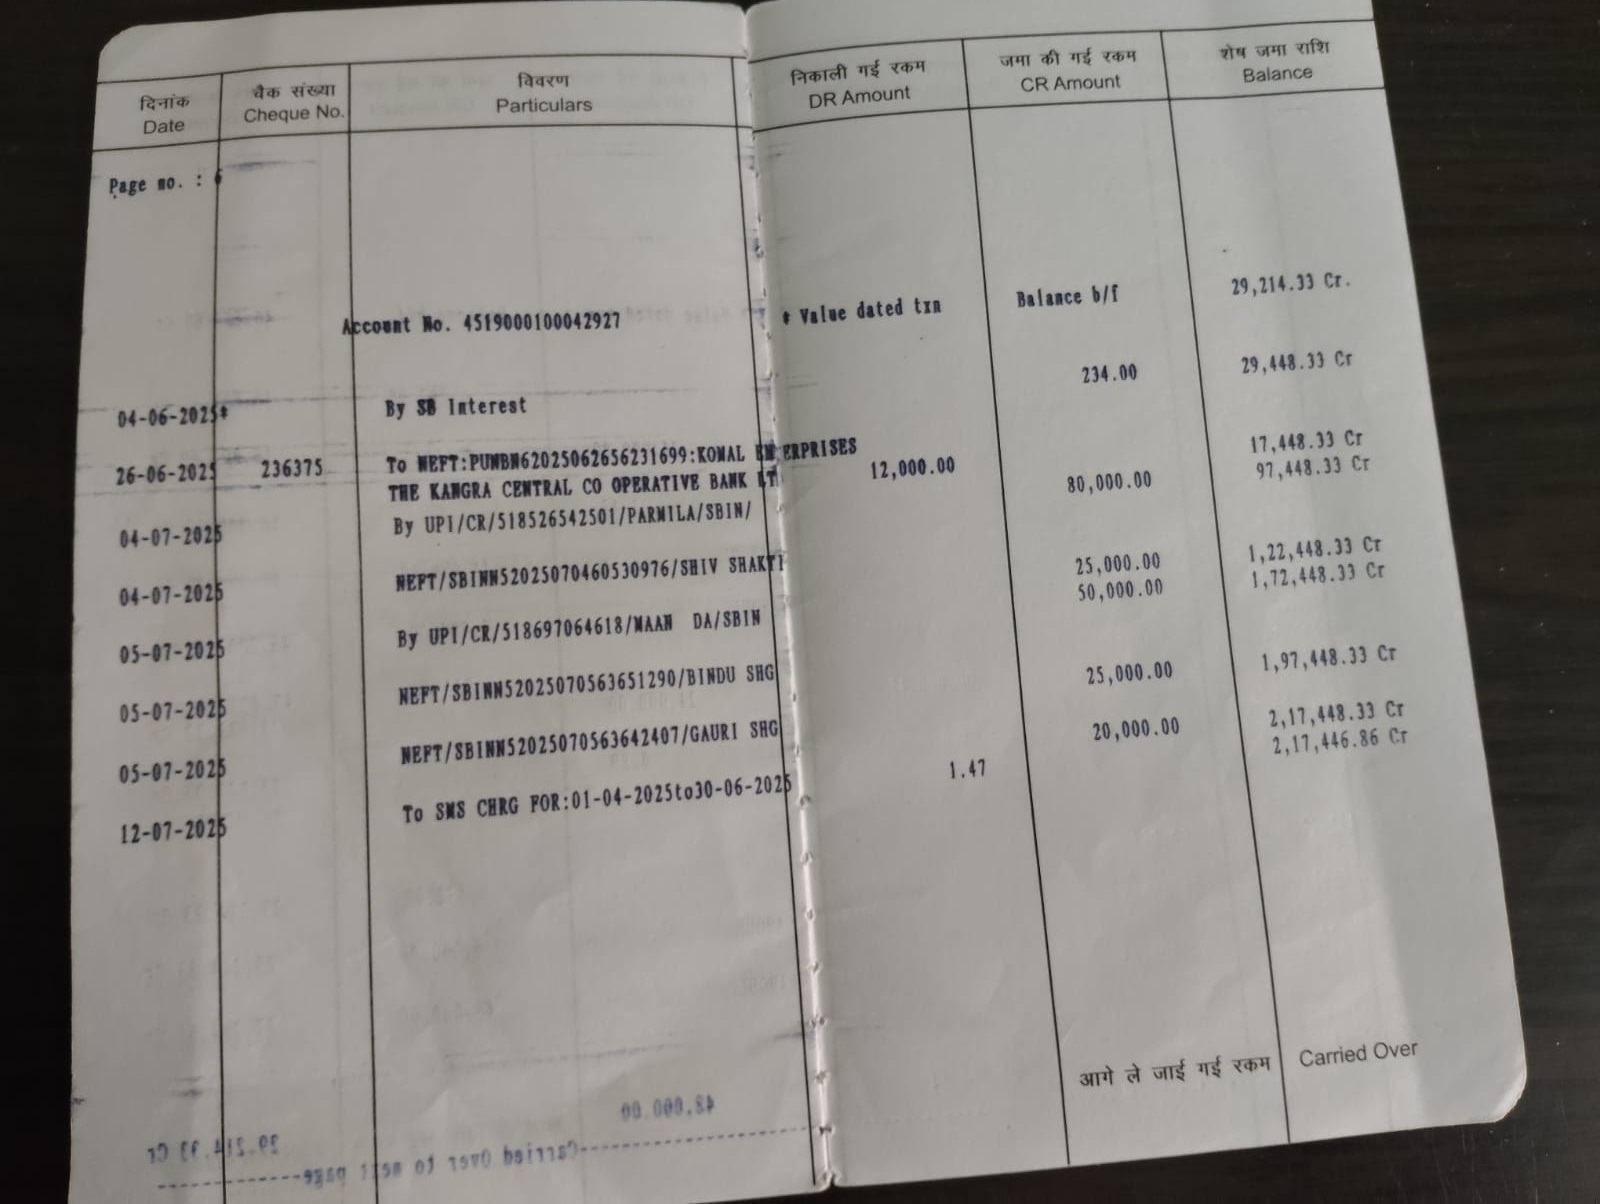 दिनांक
Date
चैक संख्या
Cheque No.
विवरण
Particulars
निकाली गई रकम
DR Amount
जमा की गई रकम
CR Amount
शेष जमा राशि
Balance
Page no. : 6
Account No. 4519000100042927 * Value dated txn Balance b/f 29,214.33 Cr.
04-06-2025* By SB Interest 234.00 29,448.33 Cr
26-06-2025 236375 To NEFT:PUNBN62025062656231699:KOMAL ENTERPRISES 12,000.00 17,448.33 Cr
THE KANGRA CENTRAL CO OPERATIVE BANK LT
04-07-2025 By UPI/CR/518526542501/PARMILA/SBIN/ 80,000.00 97,448.33 Cr
04-07-2025 NEFT/SBINN52025070460530976/SHIV SHAKTI 25,000.00 1,22,448.33 Cr
05-07-2025 By UPI/CR/518697064618/MAAN DA/SBIN 50,000.00 1,72,448.33 Cr
05-07-2025 NEFT/SBINN52025070563651290/BINDU SHG 25,000.00 1,97,448.33 Cr
05-07-2025 NEFT/SBINN52025070563642407/GAURI SHG 20,000.00 2,17,448.33 Cr
12-07-2025 To SMS CHRG FOR:01-04-2025to30-06-2025 1.47 2,17,446.86 Cr
आगे ले जाई गई रकम Carried Over